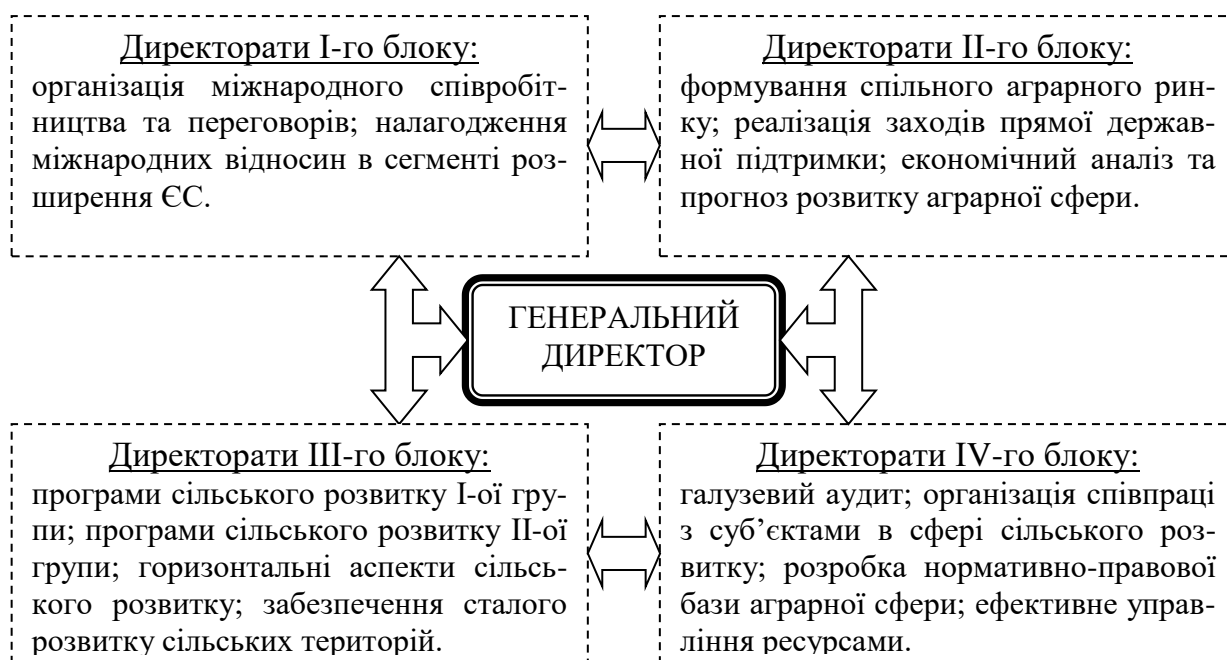 Директорати І-го блоку:
організація міжнародного співробіт-
ництва та переговорів; налагодження
міжнародних відносин в сегменті роз-
ширення ЄС.
Директорати ІІ-го блоку:
формування спільного аграрного рин-
ку; реалізація заходів прямої держав-
ної підтримки; економічний аналіз та
прогноз розвитку аграрної сфери.
ГЕНЕРАЛЬНИЙ
ДИРЕКТОР
Директорати ІІІ-го блоку:
програми сільського розвитку І-ої гру-
пи; програми сільського розвитку ІІ-ої
групи; горизонтальні аспекти сільсь-
кого розвитку; забезпечення сталого
розвитку сільських територій.
Директорати IV-го блоку:
галузевий аудит; організація співпраці
з суб’єктами в сфері сільського роз-
витку; розробка нормативно-правової
бази аграрної сфери; ефективне управ-
ління ресурсами.